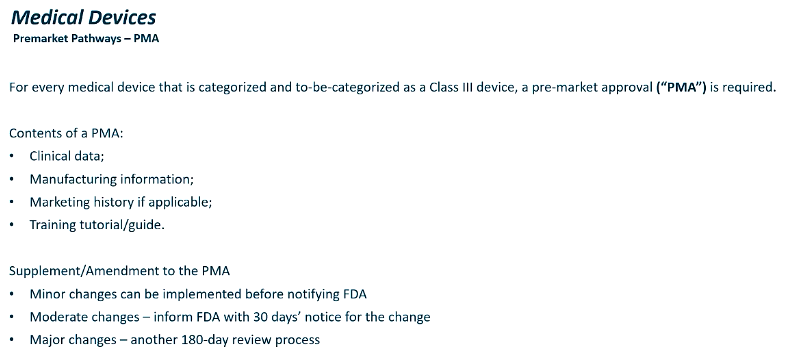 Medical Devices
Premarket Pathways – PMA
For every medical device that is categorized and to-be-categorized as a Class III device, a pre-market approval (“PMA”) is required.
Contents of a PMA:
• Clinical data;
• Manufacturing information;
• Marketing history if applicable;
• Training tutorial/guide.
Supplement/Amendment to the PMA
• Minor changes can be implemented before notifying FDA
• Moderate changes – inform FDA with 30 days’ notice for the change
• Major changes – another 180-day review process